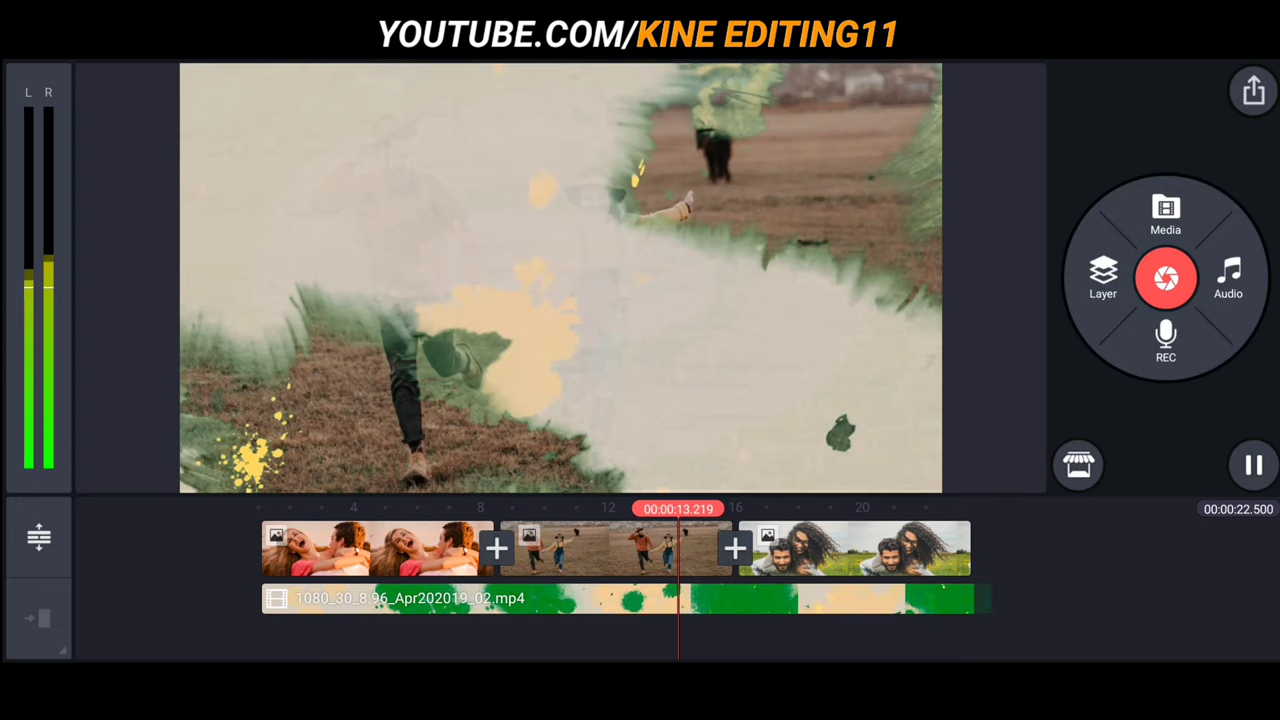 YOUTUBE.COM/KINE EDITING11
L R
Media
Layer
Audio
REC
4 8 12 00:00:13.219 16 20 00:00:22.500
1080_30_8.96_Apr202019_02.mp4